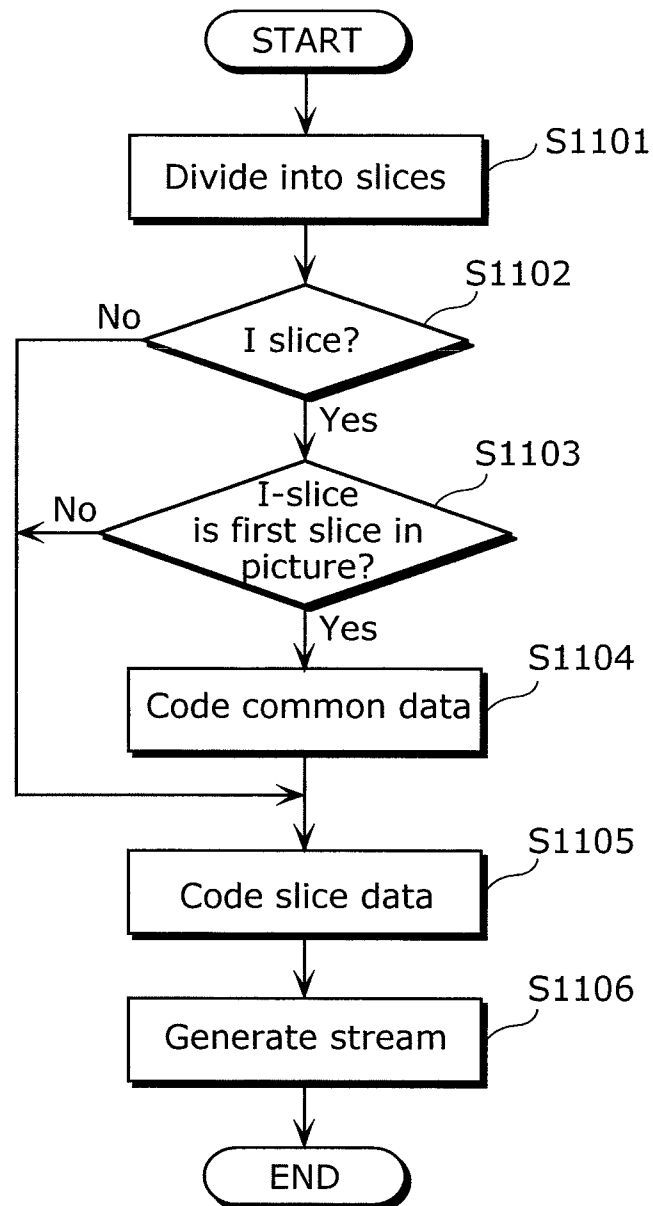 START
S1101
Divide into slices
S1102
No
I slice?
Yes
S1103
No
I-slice
is first slice in
picture?
Yes
S1104
Code common data
S1105
Code slice data
S1106
Generate stream
END